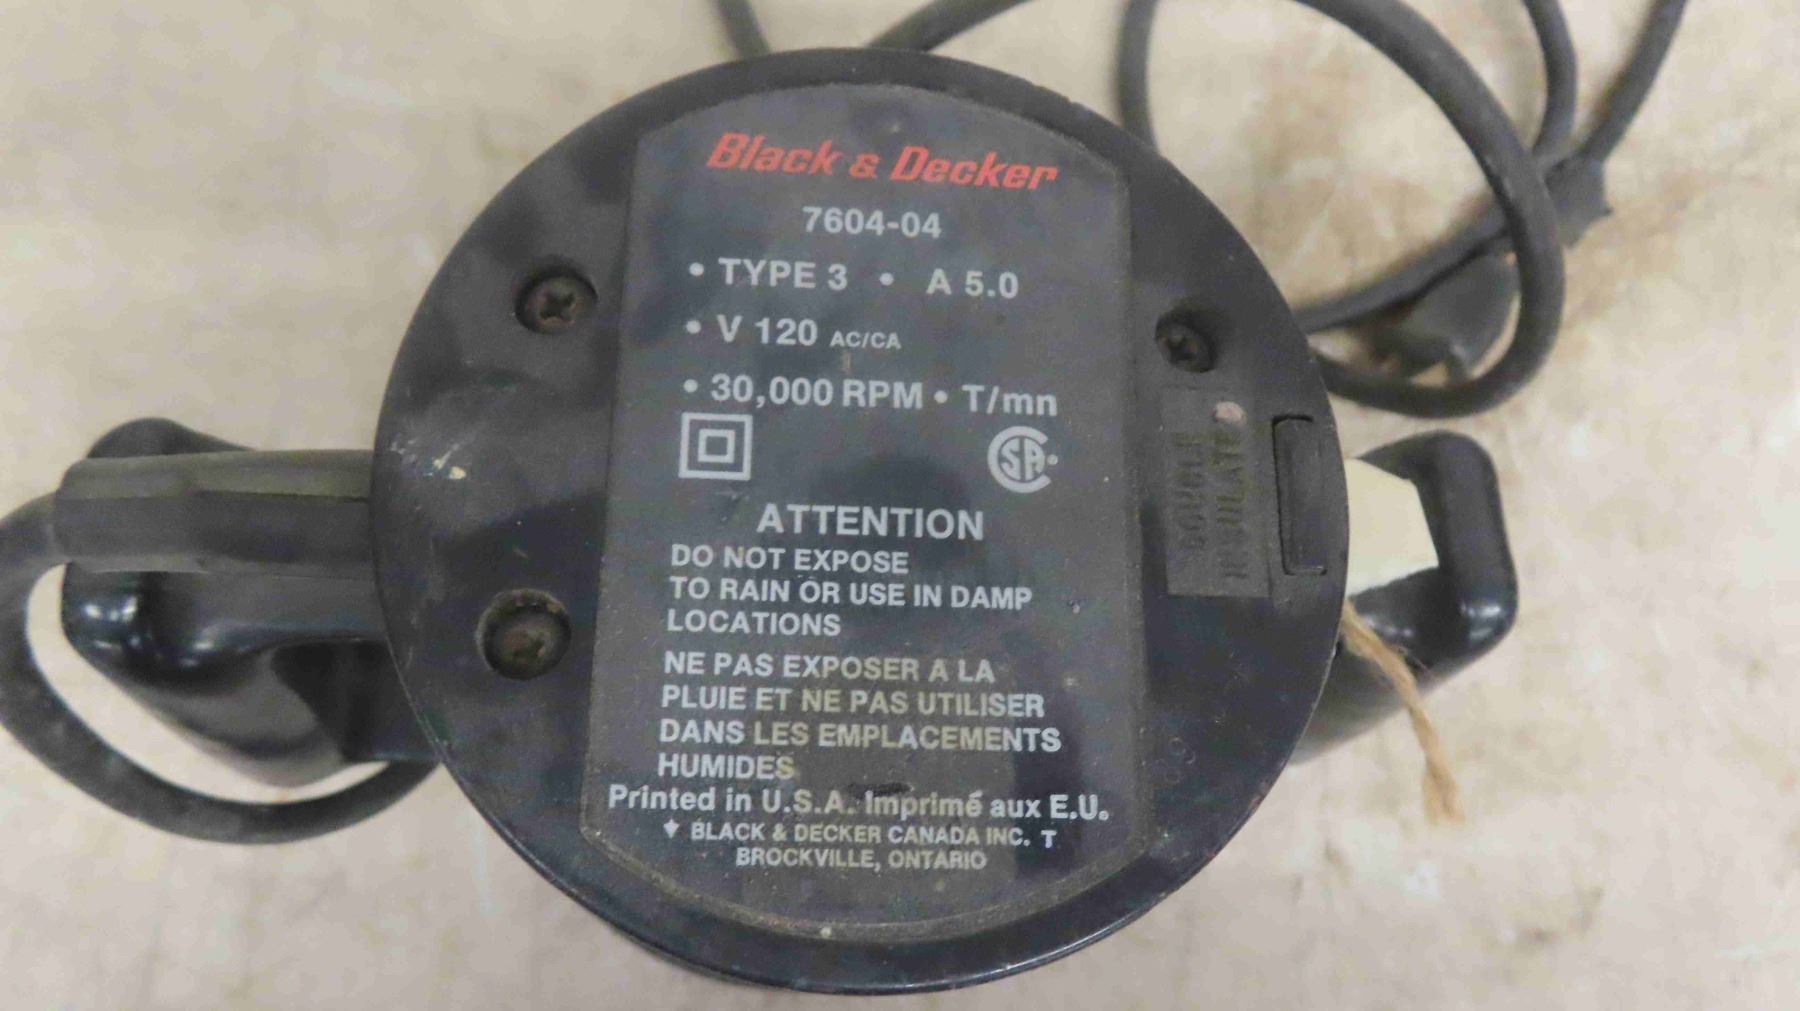 Black & Decker
7604-04
• TYPE 3 • A 5.0
• V 120 AC/CA
• 30,000 RPM • T/mn
SA
ATTENTION
DO NOT EXPOSE
TO RAIN OR USE IN DAMP
LOCATIONS
NE PAS EXPOSER A LA
PLUIE ET NE PAS UTILISER
DANS LES EMPLACEMENTS
HUMIDES
Printed in U.S.A. Imprimé aux E.U.
BLACK & DECKER CANADA INC. T
BROCKVILLE, ONTARIO
DOUBLE
INSULATED